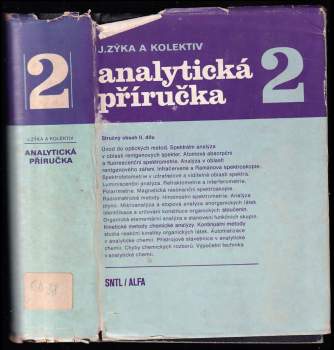 2
J.ZÝKA A KOLEKTIV
ANALYTICKÁ
PŘÍRUČKA
J.ZÝKA A KOLEKTIV
analytická
příručka 2
Stručný obsah II. dílu
Úvod do optických metod. Spektrální analýza
v oblasti rentgenových spekter. Atomová absorpční
a fluorescenční spektrometrie. Analýza v oblasti
rentgenového záření. Infračervená a Ramanova spektroskopie.
Spektrofotometrie v ultrafialové a viditelné oblasti spektra.
Luminiscenční analýza. Refraktometrie a interferometrie.
Polarimetrie. Magnetická rezonanční spektroskopie.
Radiometrické metody. Hmotnostní spektrometrie. Analýza
plynů. Mikroanalýza a stopová analýza anorganických látek.
Identifikace a určování konstituce organických sloučenin.
Organická elementární analýza a stanovení funkčních skupin.
Kinetické metody chemické analýzy. Kontinuální metody
studia reakční kinetiky organických látek. Automatizace
v analytické chemii. Přístrojové stavebnice v analytické
chemii. Chyby chemických rozborů. Výpočetní technika
v analytické chemii.
SNTL/ALFA